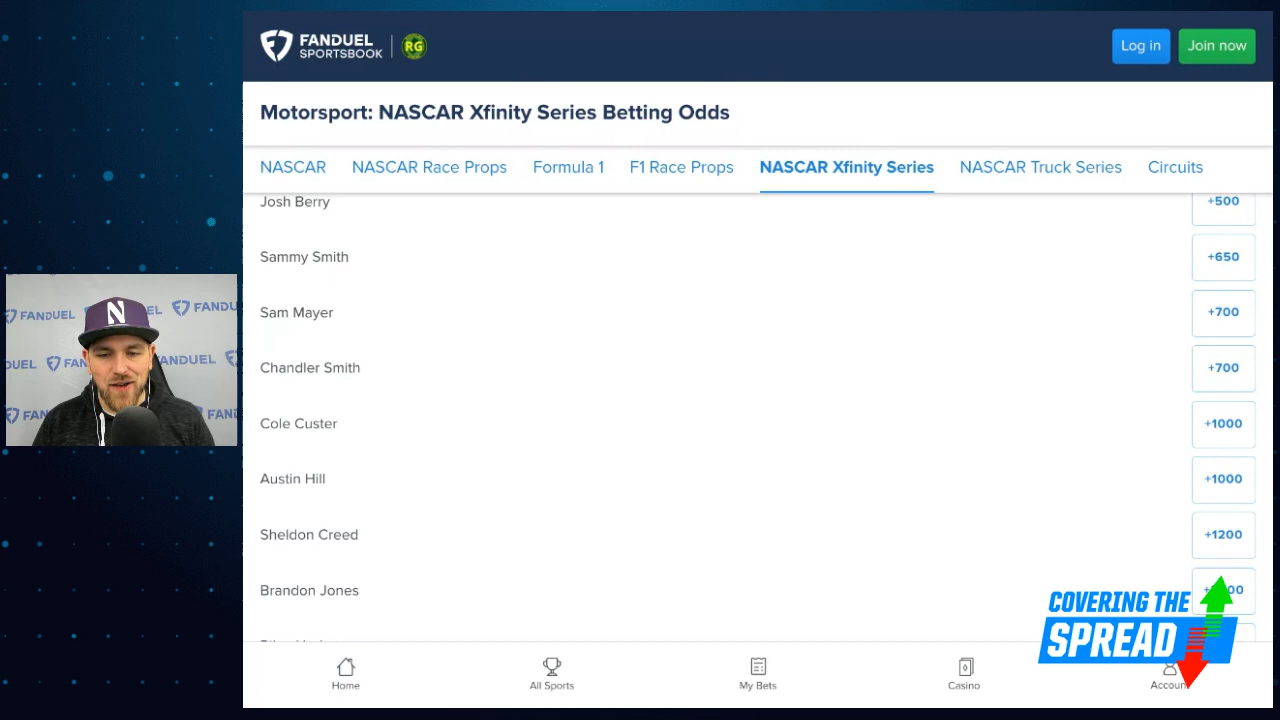 FANDUEL
SPORTSBOOK
RG
Log in
Join now
Motorsport: NASCAR Xfinity Series Betting Odds
NASCAR
NASCAR Race Props
Formula 1
F1 Race Props
NASCAR Xfinity Series
NASCAR Truck Series
Circuits
Josh Berry
+500
Sammy Smith
+650
Sam Mayer
+700
Chandler Smith
+700
Cole Custer
+1000
Austin Hill
+1000
Sheldon Creed
+1200
Brandon Jones
COVERING THE
SPREAD
Home
All Sports
My Bets
Casino
Account
N
FANDUEL